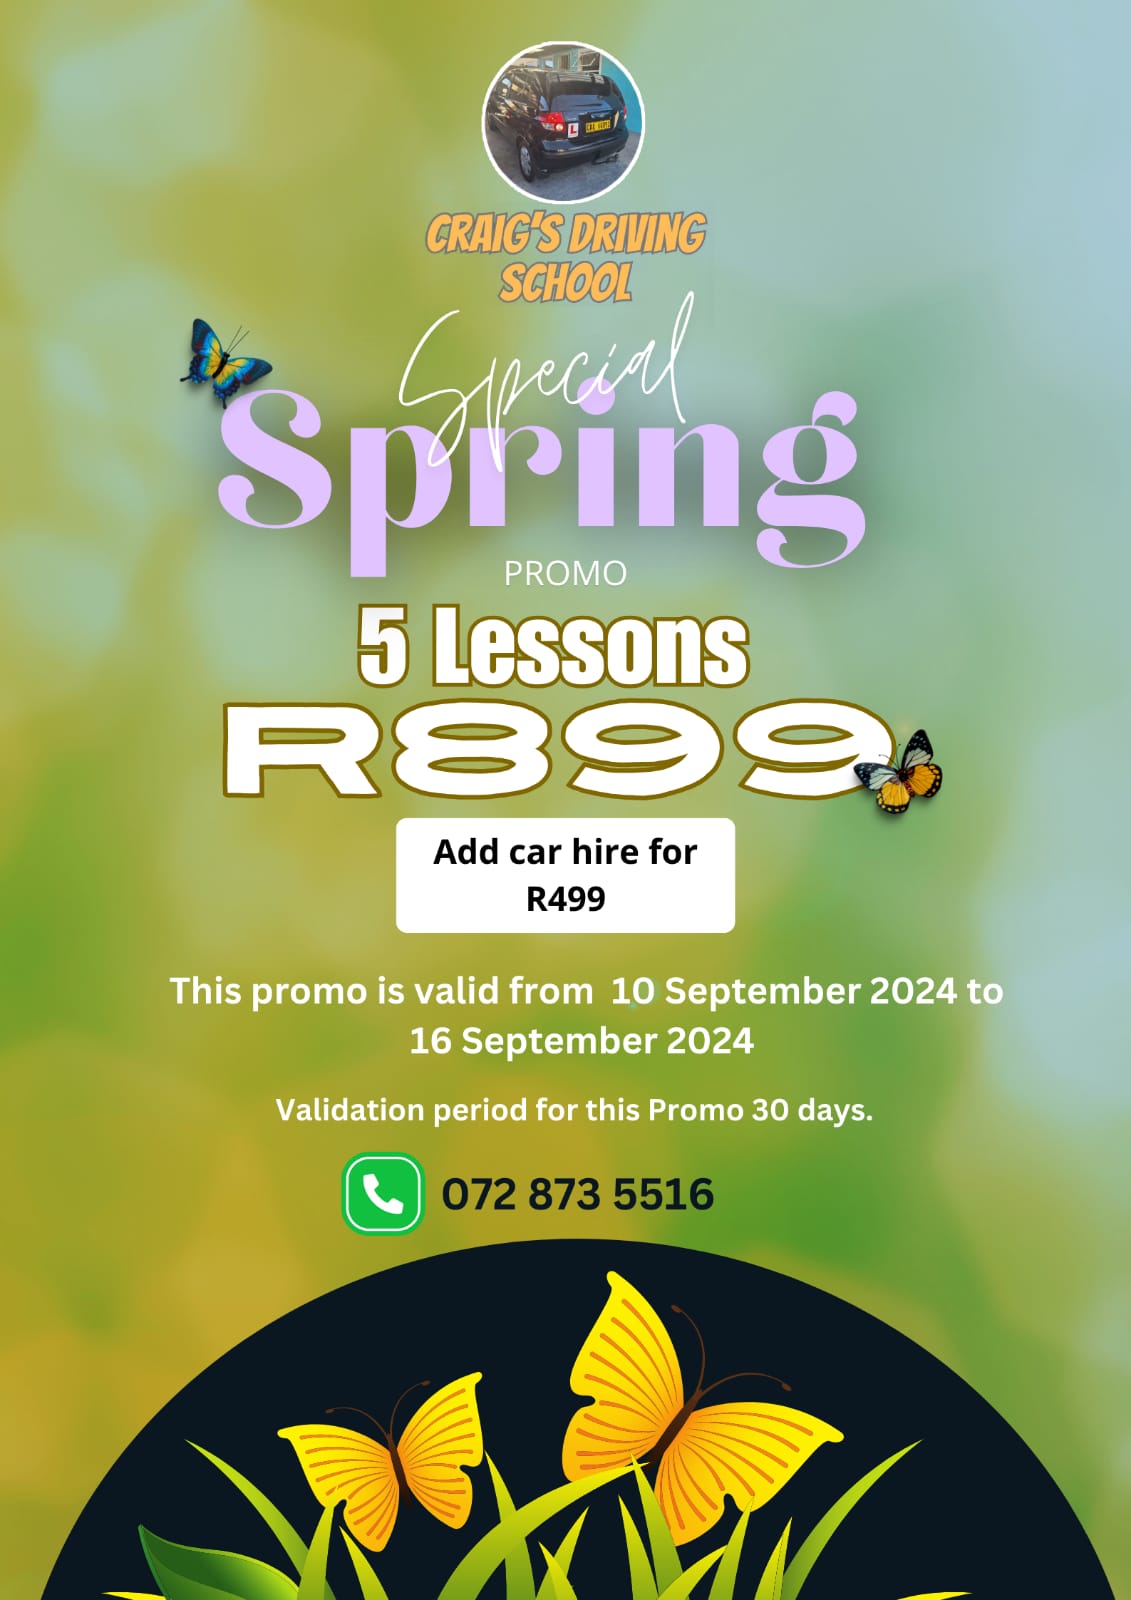 CRAIG'S DRIVING
SCHOOL
Special
Spring
PROMO
5 Lessons
R899
Add car hire for
R499
This promo is valid from 10 September 2024 to
16 September 2024
Validation period for this Promo 30 days.
072 873 5516
L